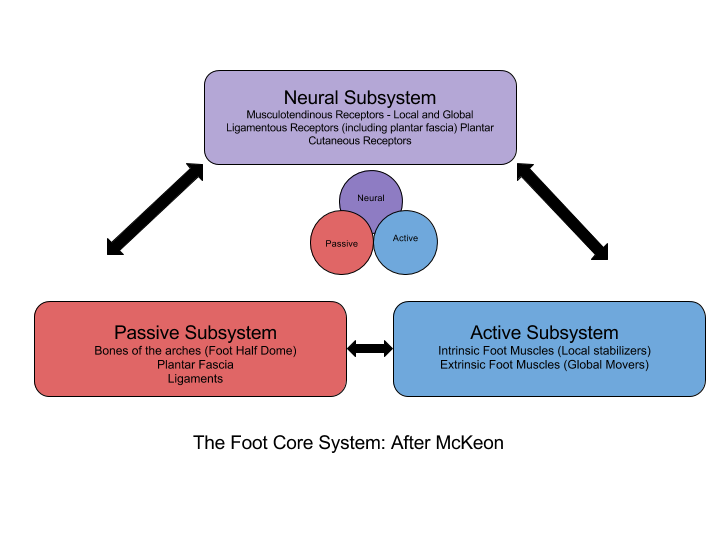 Neural Subsystem
Musculotendinous Receptors - Local and Global
Ligamentous Receptors (including plantar fascia) Plantar
Cutaneous Receptors
Neural
Passive
Active
Passive Subsystem
Bones of the arches (Foot Half Dome)
Plantar Fascia
Ligaments
Active Subsystem
Intrinsic Foot Muscles (Local stabilizers)
Extrinsic Foot Muscles (Global Movers)
The Foot Core System: After McKeon